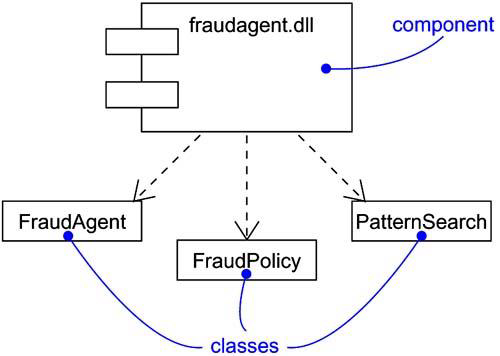 fraudagent.dll
component
FraudAgent
PatternSearch
FraudPolicy
classes